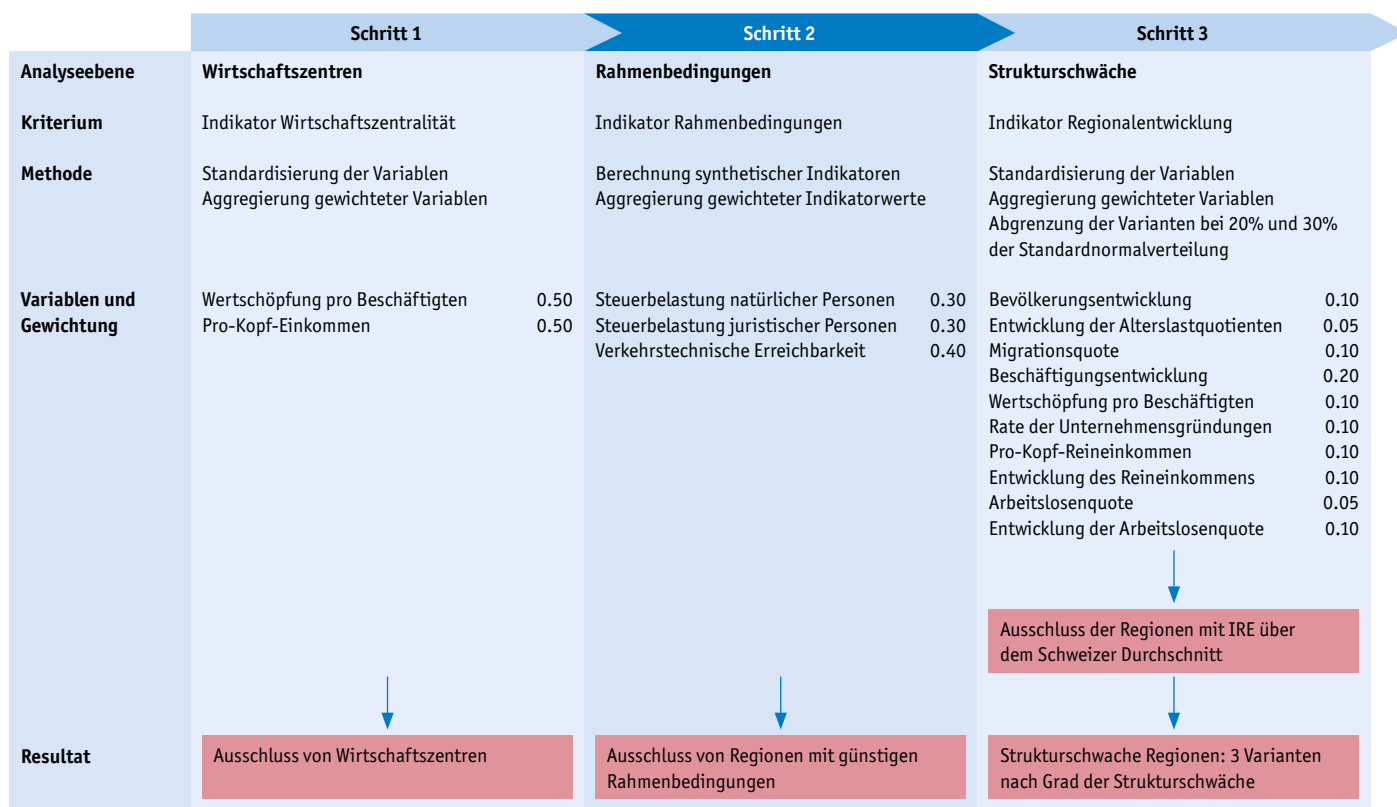 Schritt 1 Schritt 2 Schritt 3
Analyseebene Wirtschaftszentren Rahmenbedingungen Strukturschwäche
Kriterium Indikator Wirtschaftszentralität Indikator Rahmenbedingungen Indikator Regionalentwicklung
Methode Standardisierung der Variablen Berechnung synthetischer Indikatoren Standardisierung der Variablen
Aggregierung gewichteter Variablen Aggregierung gewichteter Indikatorwerte Aggregierung gewichteter Variablen
Abgrenzung der Varianten bei 20% und 30%
der Standardnormalverteilung
Variablen und Wertschöpfung pro Beschäftigten 0.50 Steuerbelastung natürlicher Personen 0.30 Bevölkerungsentwicklung 0.10
Gewichtung Pro-Kopf-Einkommen 0.50 Steuerbelastung juristischer Personen 0.30 Entwicklung der Alterslastquotienten 0.05
Verkehrstechnische Erreichbarkeit 0.40 Migrationsquote 0.10
Beschäftigungsentwicklung 0.20
Wertschöpfung pro Beschäftigten 0.10
Rate der Unternehmensgründungen 0.10
Pro-Kopf-Reineinkommen 0.10
Entwicklung des Reineinkommens 0.10
Arbeitslosenquote 0.05
Entwicklung der Arbeitslosenquote 0.10
Ausschluss der Regionen mit IRE über
dem Schweizer Durchschnitt
Resultat Ausschluss von Wirtschaftszentren Ausschluss von Regionen mit günstigen Strukturschwache Regionen: 3 Varianten
Rahmenbedingungen nach Grad der Strukturschwäche